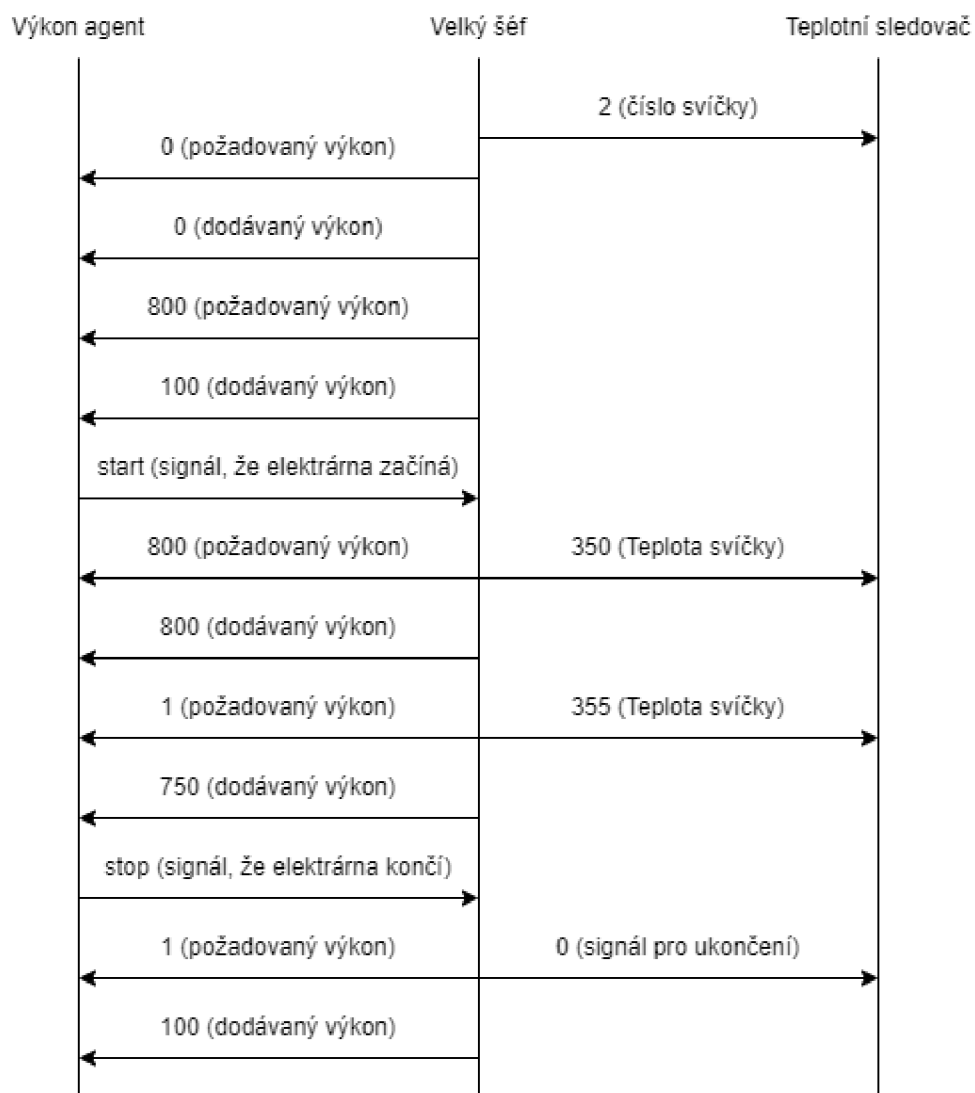 Výkon agent
Velký šéf
Teplotní sledovač
2 (číslo svíčky)
0 (požadovaný výkon)
0 (dodávaný výkon)
800 (požadovaný výkon)
100 (dodávaný výkon)
start (signál, že elektrárna začíná)
800 (požadovaný výkon)
350 (Teplota svíčky)
800 (dodávaný výkon)
1 (požadovaný výkon)
355 (Teplota svíčky)
750 (dodávaný výkon)
stop (signál, že elektrárna končí)
1 (požadovaný výkon)
0 (signál pro ukončení)
100 (dodávaný výkon)